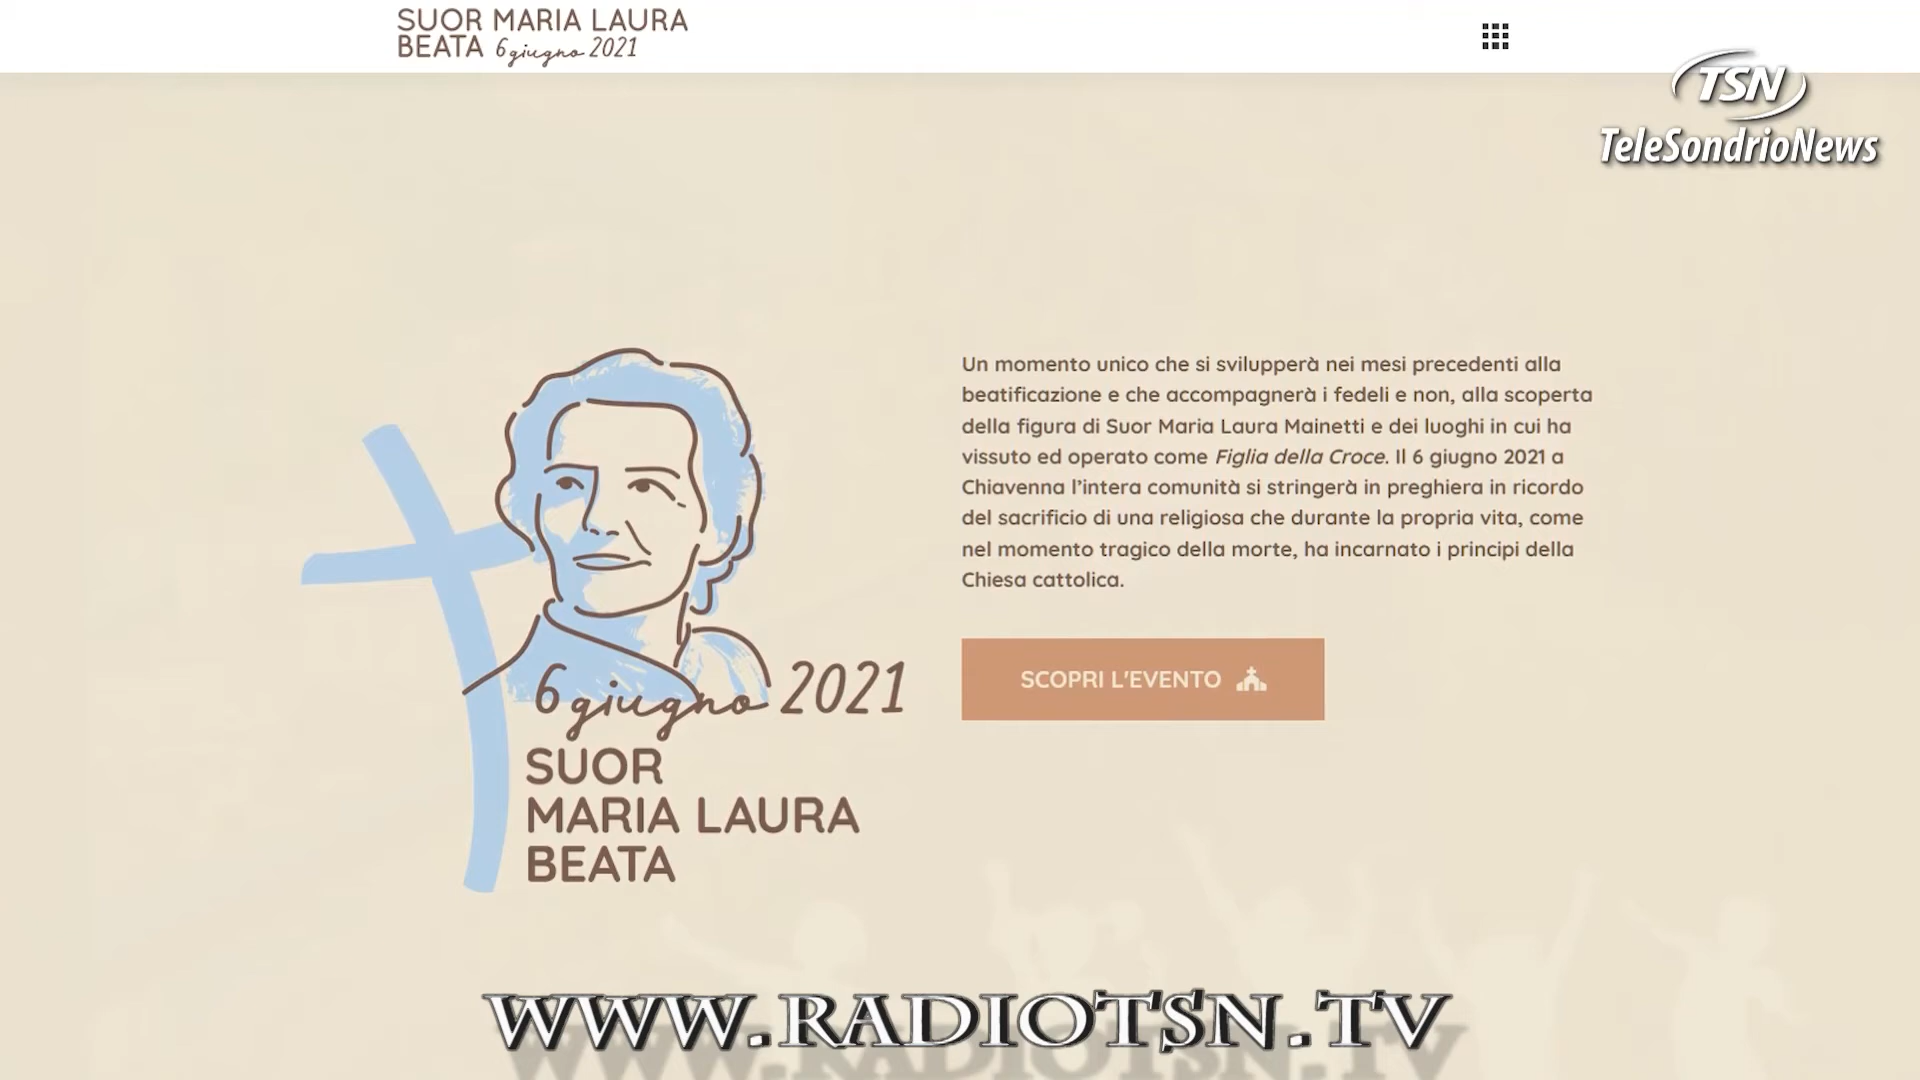 SUOR MARIA LAURA
BEATA 6 giugno 2021
TSN
TeleSondrioNews
Un momento unico che si svilupperà nei mesi precedenti alla
beatificazione e che accompagnerà i fedeli e non, alla scoperta
della figura di Suor Maria Laura Mainetti e dei luoghi in cui ha
vissuto ed operato come Figlia della Croce. Il 6 giugno 2021 a
Chiavenna l'intera comunità si stringerà in preghiera in ricordo
del sacrificio di una religiosa che durante la propria vita, come
nel momento tragico della morte, ha incarnato i principi della
Chiesa cattolica.
SCOPRI L'EVENTO
6 giugno 2021
SUOR
MARIA LAURA
BEATA
WWW.RADIOTSN.TV